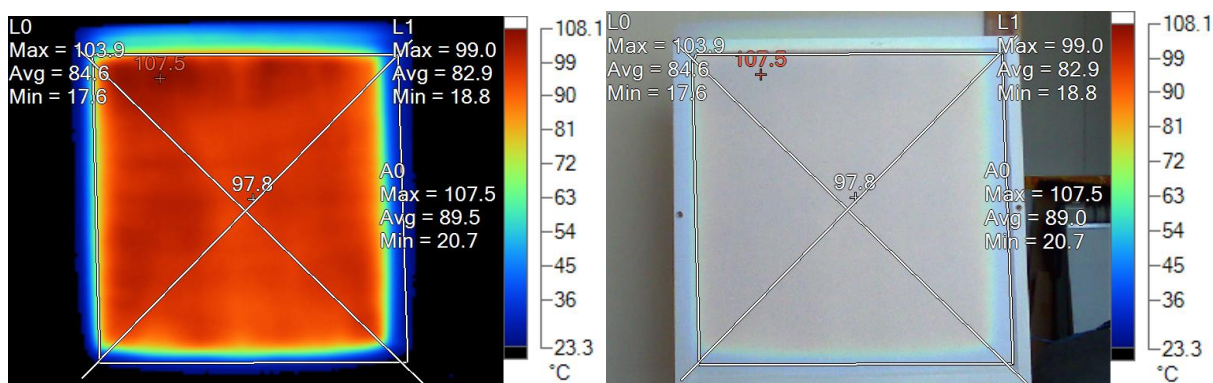 L0
Max = 103.9
Avg = 84.6
Min = 17.6
L1
Max = 99.0
Avg = 82.9
Min = 18.8
107.5
97.8
A0
Max = 107.5
Avg = 89.5
Min = 20.7
108.1
99
90
81
72
63
54
45
36
23.3
°C
L0
Max = 103.9
Avg = 84.6
Min = 17.6
L1
Max = 99.0
Avg = 82.9
Min = 18.8
107.5
97.8
A0
Max = 107.5
Avg = 89.0
Min = 20.7
108.1
99
90
81
72
63
54
45
36
23.3
°C